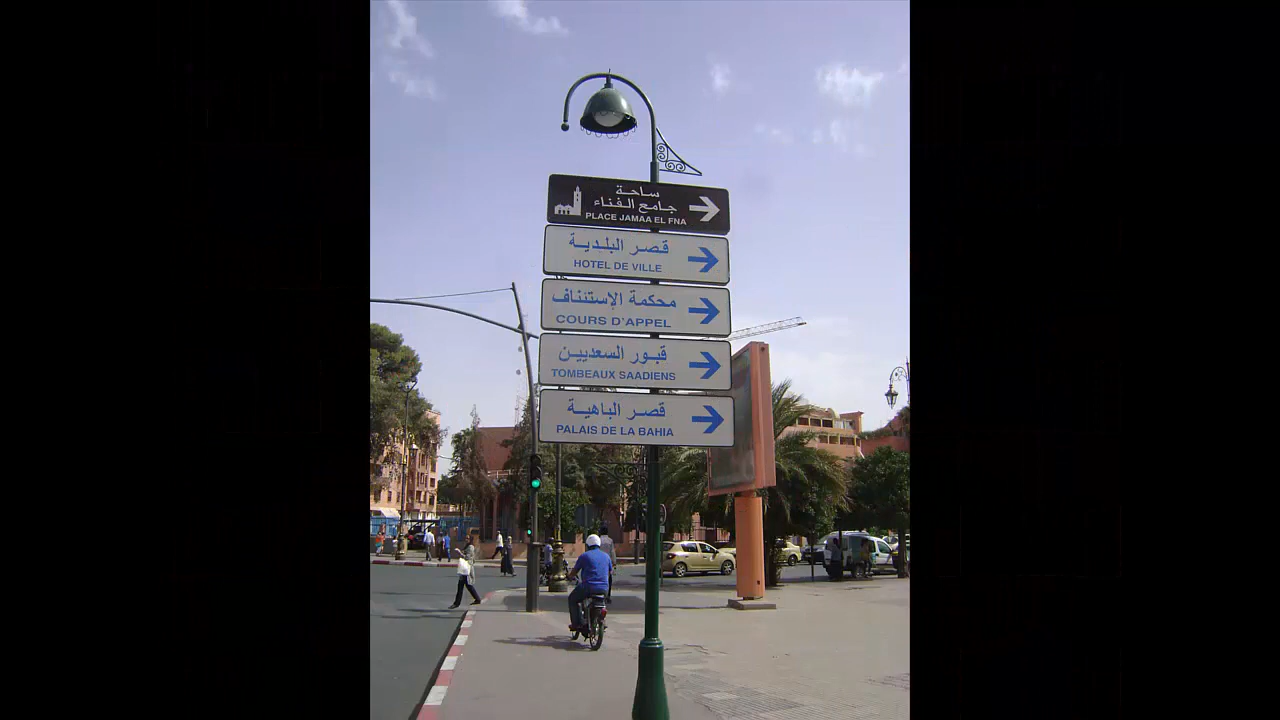 ساحة
جامع الفناء
PLACE JAMAA EL FNA
قصر البلدية
HOTEL DE VILLE
محكمة الإستئناف
COURS D'APPEL
قبور السعديين
TOMBEAUX SAADIENS
قصر الباهية
PALAIS DE LA BAHIA